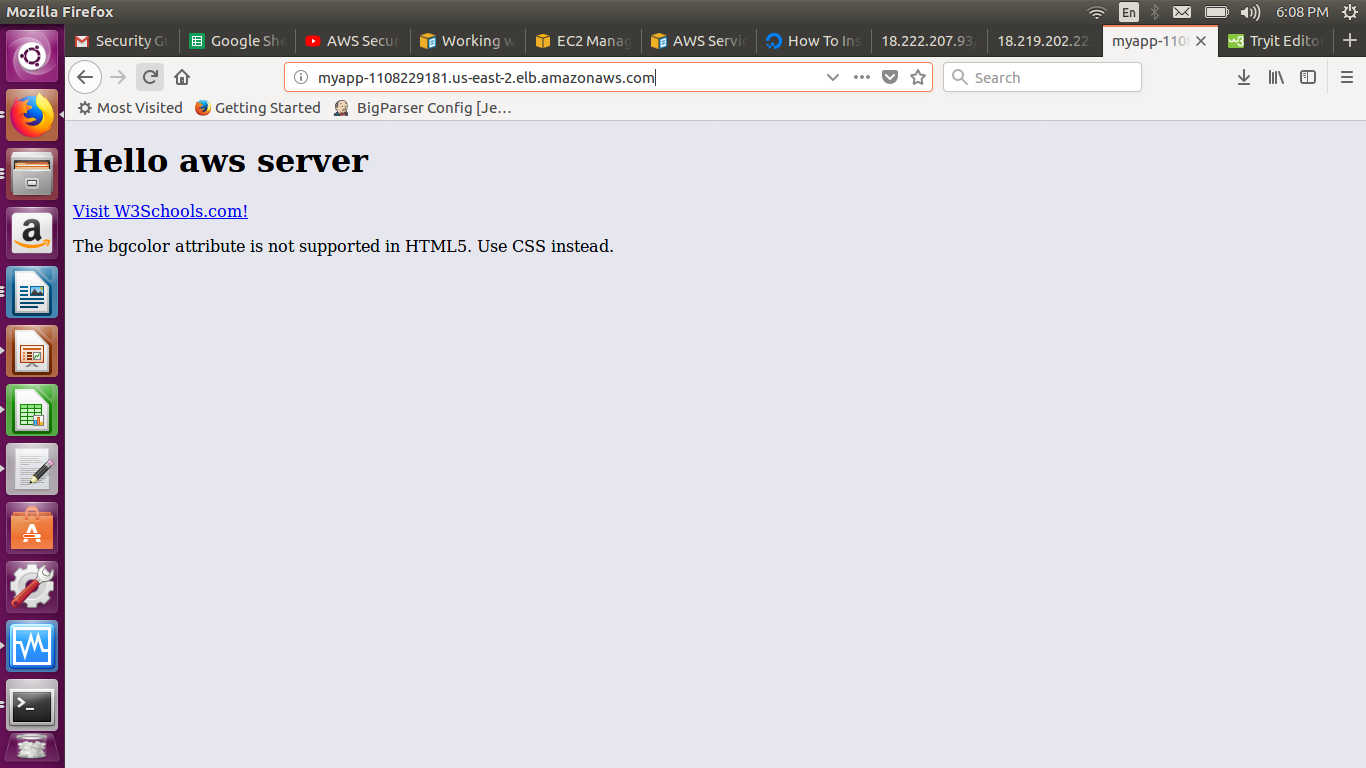 Mozilla Firefox
En
6:08 PM
Security G
Google She
AWS Secur
Working w
EC2 Manag
AWS Servi
How To Ins
18.222.207.93/
18.219.202.22
myapp-1108
Tryit Edito
myapp-1108229181.us-east-2.elb.amazonaws.com
Search
Most Visited
Getting Started
BigParser Config [Je…
Hello aws server
Visit W3Schools.com!
The bgcolor attribute is not supported in HTML5. Use CSS instead.